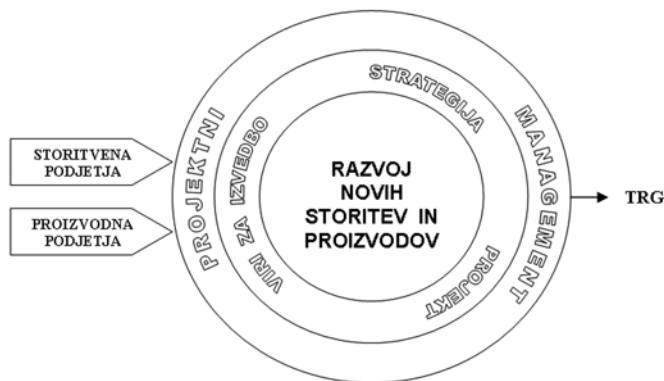 STORITVENA
PODJETJA
PROIZVODNA
PODJETJA
PROJEKTNI
MANAGEMENT
VIRI ZA IZVEDBO
STRATEGIJA
PROJEKT
RAZVOJ
NOVIH
STORITEV IN
PROIZVODOV
TRG